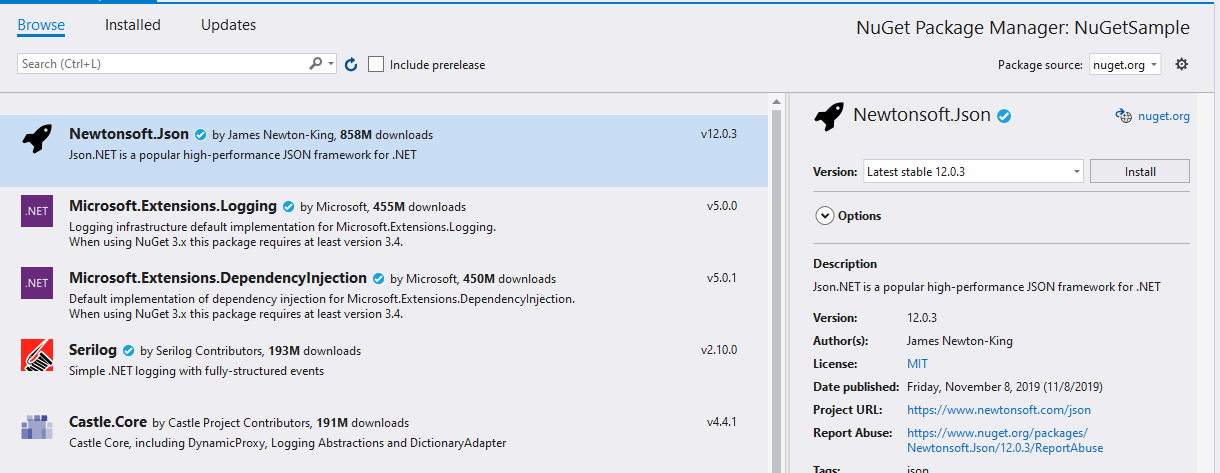 Browse Installed Updates
NuGet Package Manager: NuGetSample
Search (Ctrl+L)
Include prerelease
Package source: nuget.org
Newtonsoft.Json by James Newton-King, 858M downloads v12.0.3
Json.NET is a popular high-performance JSON framework for .NET
.NET
Microsoft.Extensions.Logging by Microsoft, 455M downloads v5.0.0
Logging infrastructure default implementation for Microsoft.Extensions.Logging.
When using NuGet 3.x this package requires at least version 3.4.
.NET
Microsoft.Extensions.DependencyInjection by Microsoft, 450M downloads v5.0.1
Default implementation of dependency injection for Microsoft.Extensions.DependencyInjection.
When using NuGet 3.x this package requires at least version 3.4.
Serilog by Serilog Contributors, 193M downloads v2.10.0
Simple .NET logging with fully-structured events
Castle.Core by Castle Project Contributors, 191M downloads v4.4.1
Castle Core, including DynamicProxy, Logging Abstractions and DictionaryAdapter
Newtonsoft.Json nuget.org
Version: Latest stable 12.0.3 Install
Options
Description
Json.NET is a popular high-performance JSON framework for .NET
Version: 12.0.3
Author(s): James Newton-King
License: MIT
Date published: Friday, November 8, 2019 (11/8/2019)
Project URL: https://www.newtonsoft.com/json
Report Abuse: https://www.nuget.org/packages/
Newtonsoft.Json/12.0.3/ReportAbuse
Tags: json